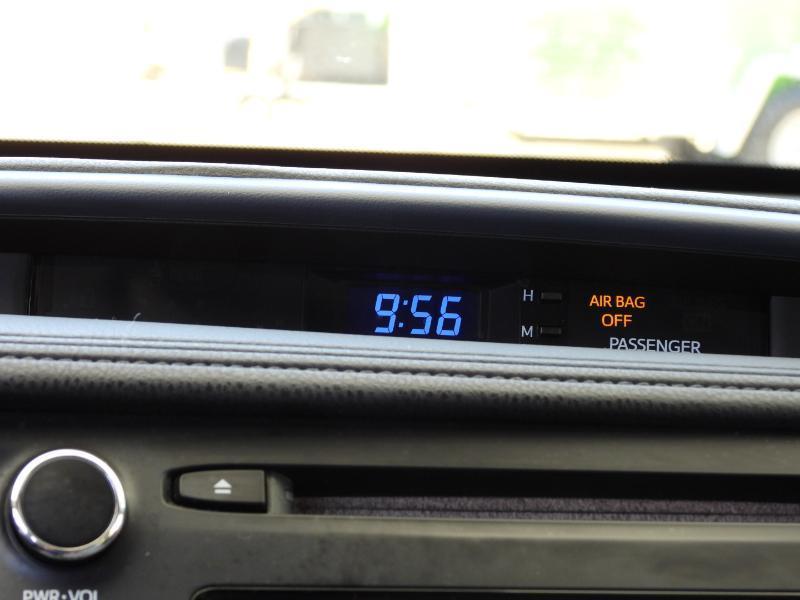 9:56
H
M
AIR BAG
OFF
PASSENGER
PWR•VOL